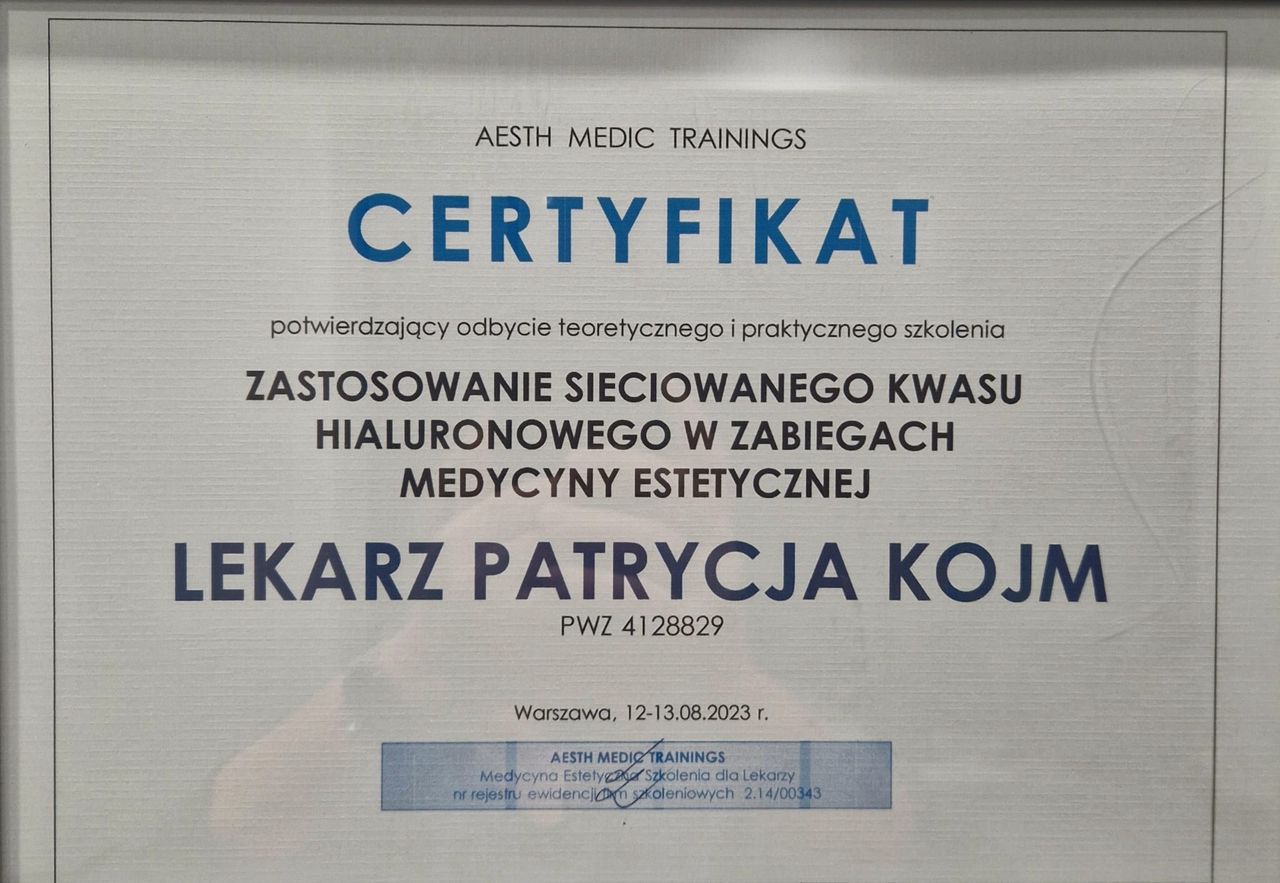 AESTH MEDIC TRAININGS
CERTYFIKAT
potwierdzający odbycie teoretycznego i praktycznego szkolenia
ZASTOSOWANIE SIECIOWANEGO KWASU
HIALURONOWEGO W ZABIEGACH
MEDYCYNY ESTETYCZNEJ
LEKARZ PATRYCJA KOJM
PWZ 4128829
Warszawa, 12-13.08.2023 r.
AESTH MEDIC TRAININGS
Medycyna Estetyczna Szkolenia dla Lekarzy
nr rejestru ewidencji firm szkoleniowych 2.14/00343